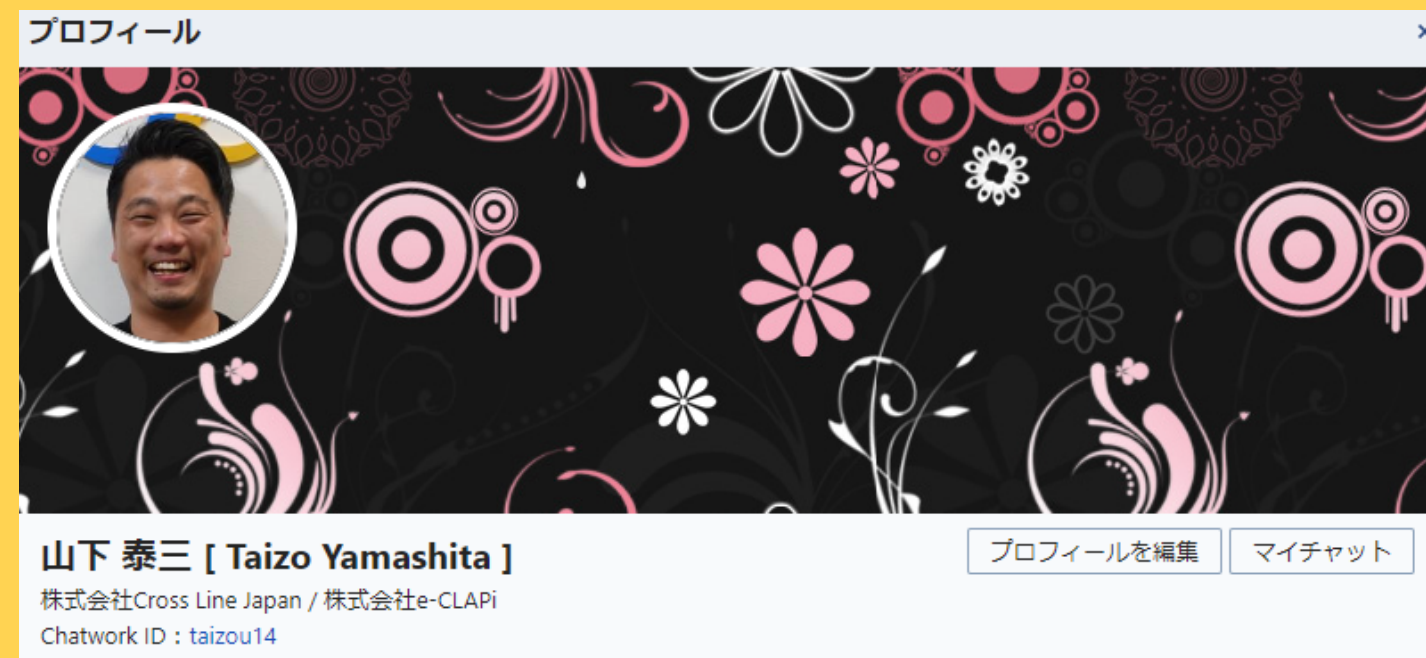 プロフィール
山下 泰三 [ Taizo Yamashita ]
プロフィールを編集
マイチャット
株式会社Cross Line Japan / 株式会社e-CLAPi
Chatwork ID：taizou14